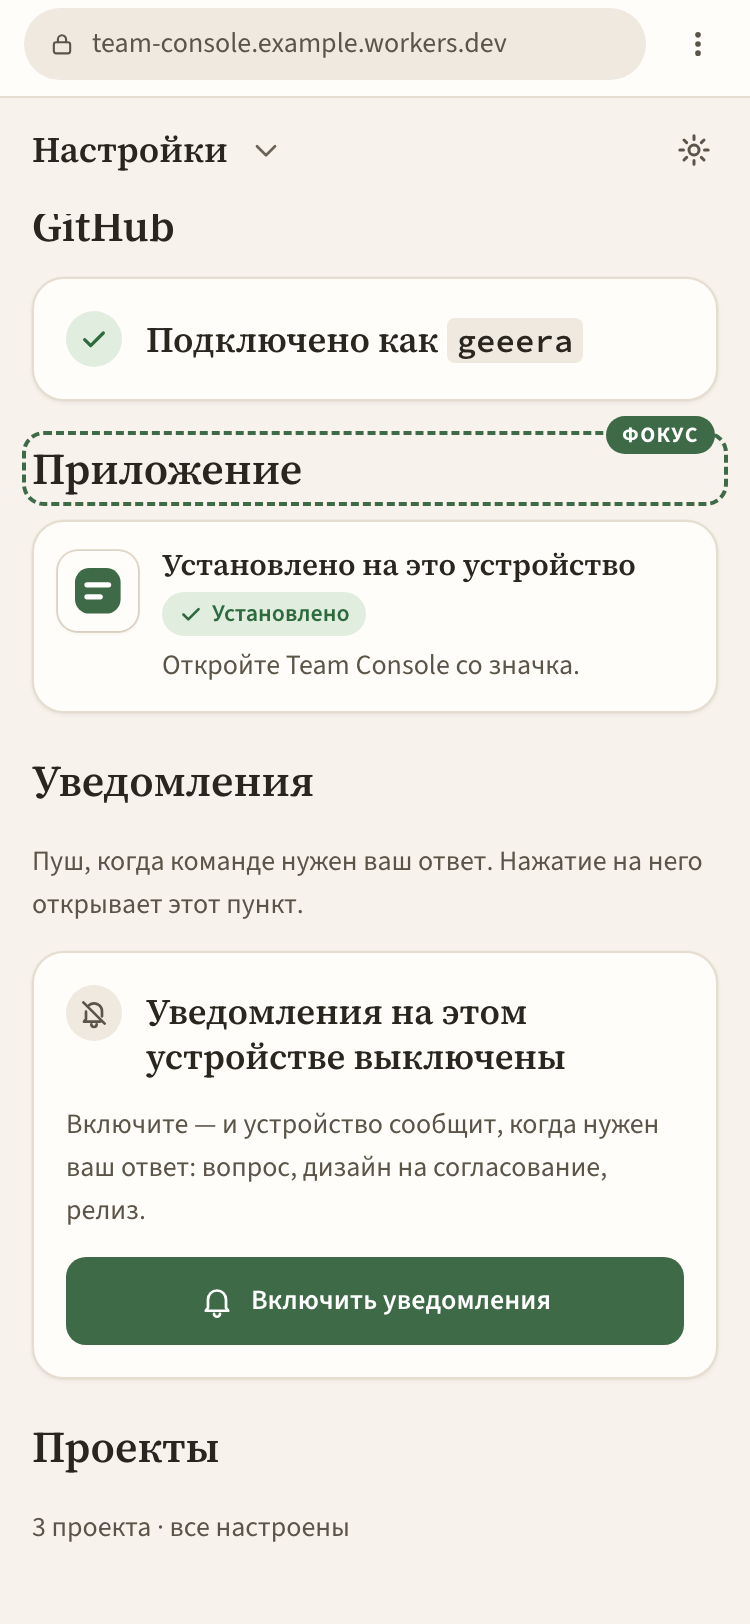 team-console.example.workers.dev
Настройки
GitHub
Подключено как geeera
ФОКУС
Приложение
Установлено на это устройство
Установлено
Откройте Team Console со значка.
Уведомления
Пуш, когда команде нужен ваш ответ. Нажатие на него
открывает этот пункт.
Уведомления на этом
устройстве выключены
Включите — и устройство сообщит, когда нужен
ваш ответ: вопрос, дизайн на согласование,
релиз.
Включить уведомления
Проекты
3 проекта · все настроены